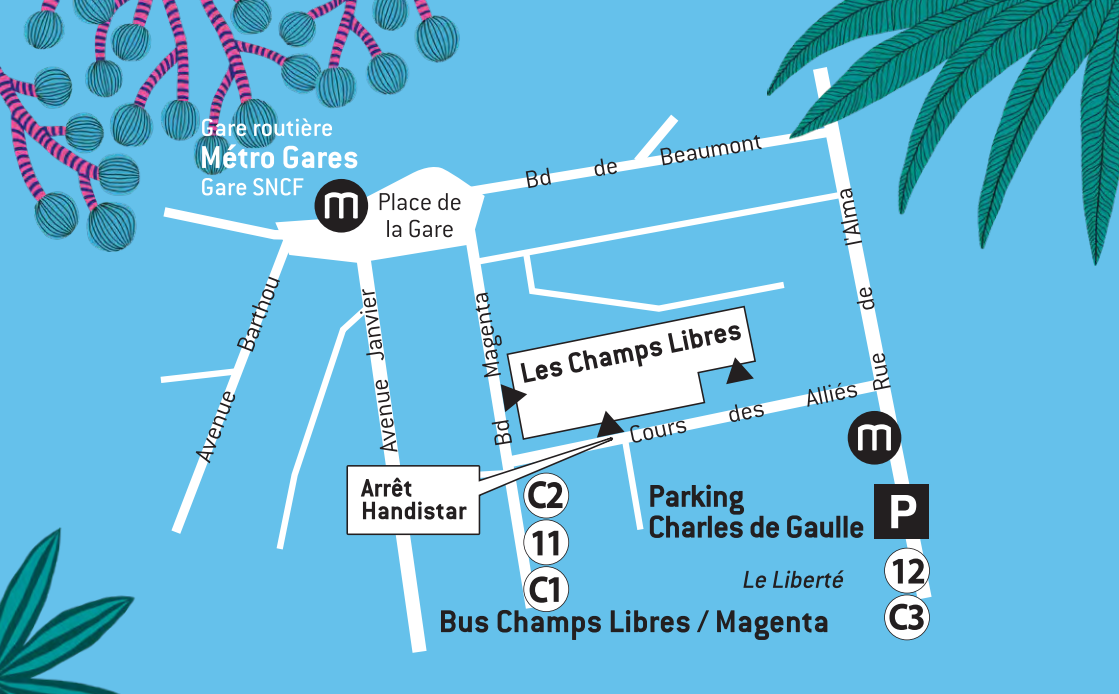 Gare routière
Métro Gares
Gare SNCF
m
Place de
la Gare
Bd de Beaumont
Rue de l'Alma
Avenue Barthou
Avenue Janvier
Bd Magenta
Les Champs Libres
Cours des Alliés
m
Arrêt
Handistar
C2
11
C1
Parking
Charles de Gaulle
P
Le Liberté
12
C3
Bus Champs Libres / Magenta